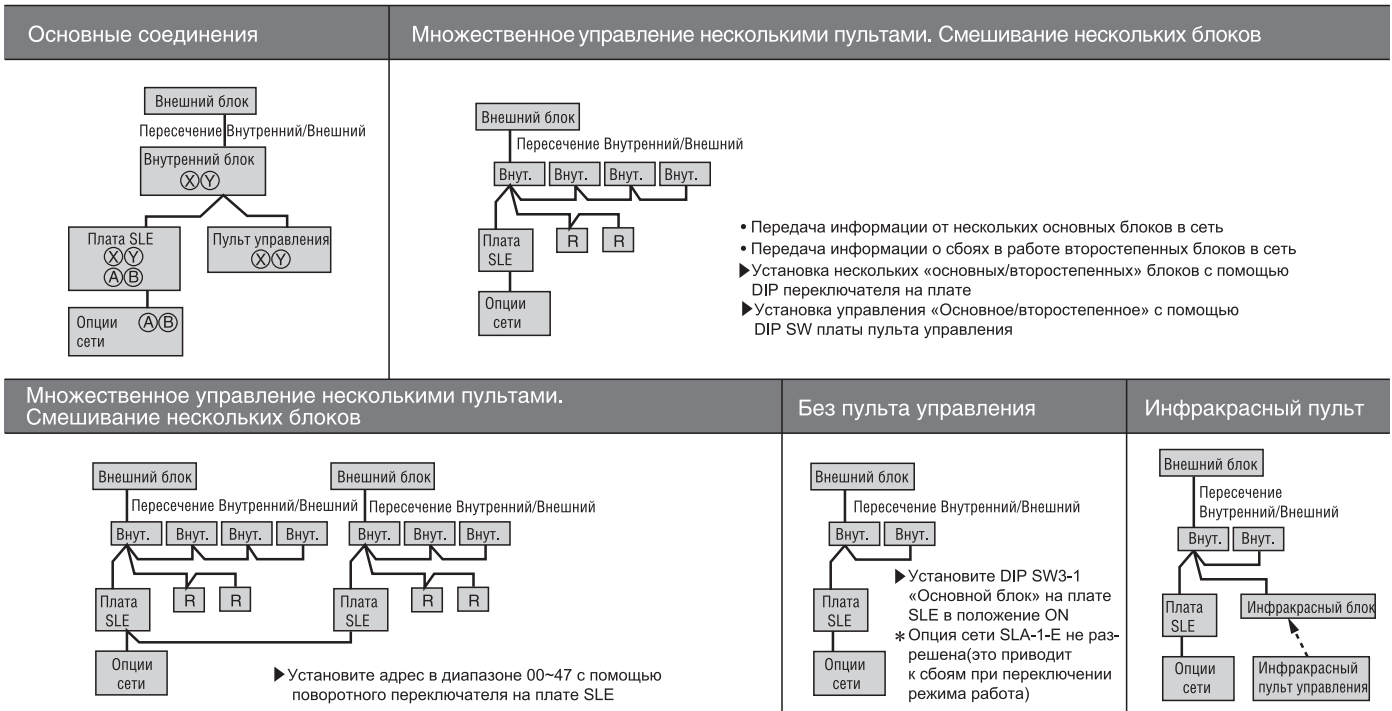 Основные соединения
Множественное управление несколькими пультами. Смешивание нескольких блоков
Внешний блок
Пересечение Внутренний/Внешний
Внутренний блок
Ⓧ Ⓨ
Плата SLE
Ⓧ Ⓨ
Ⓐ Ⓑ
Пульт управления
Ⓧ Ⓨ
Опции Ⓐ Ⓑ
сети
Внешний блок
Пересечение Внутренний/Внешний
Внут. Внут. Внут. Внут.
Плата
SLE
R R
Опции
сети
• Передача информации от нескольких основных блоков в сеть
• Передача информации о сбоях в работе второстепенных блоков в сеть
▶Установка нескольких «основных/второстепенных» блоков с помощью
DIP переключателя на плате
▶Установка управления «Основное/второстепенное» с помощью
DIP SW платы пульта управления
Множественное управление несколькими пультами.
Смешивание нескольких блоков
Без пульта управления
Инфракрасный пульт
Внешний блок
Пересечение Внутренний/Внешний
Внут. Внут. Внут. Внут.
Плата
SLE
R R
Опции
сети
Внешний блок
Пересечение Внутренний/Внешний
Внут. Внут. Внут.
Плата
SLE
R R
▶Установите адрес в диапазоне 00~47 с помощью
поворотного переключателя на плате SLE
Внешний блок
Пересечение Внутренний/Внешний
Внут. Внут.
Плата
SLE
Опции
сети
▶Установите DIP SW3-1
«Основной блок» на плате
SLE в положение ON
*Опция сети SLA-1-E не раз-
решена(это приводит
к сбоям при переключении
режима работа)
Внешний блок
Пересечение
Внутренний/Внешний
Внут. Внут.
Плата
SLE
Инфракрасный блок
Опции
сети
Инфракрасный
пульт управления